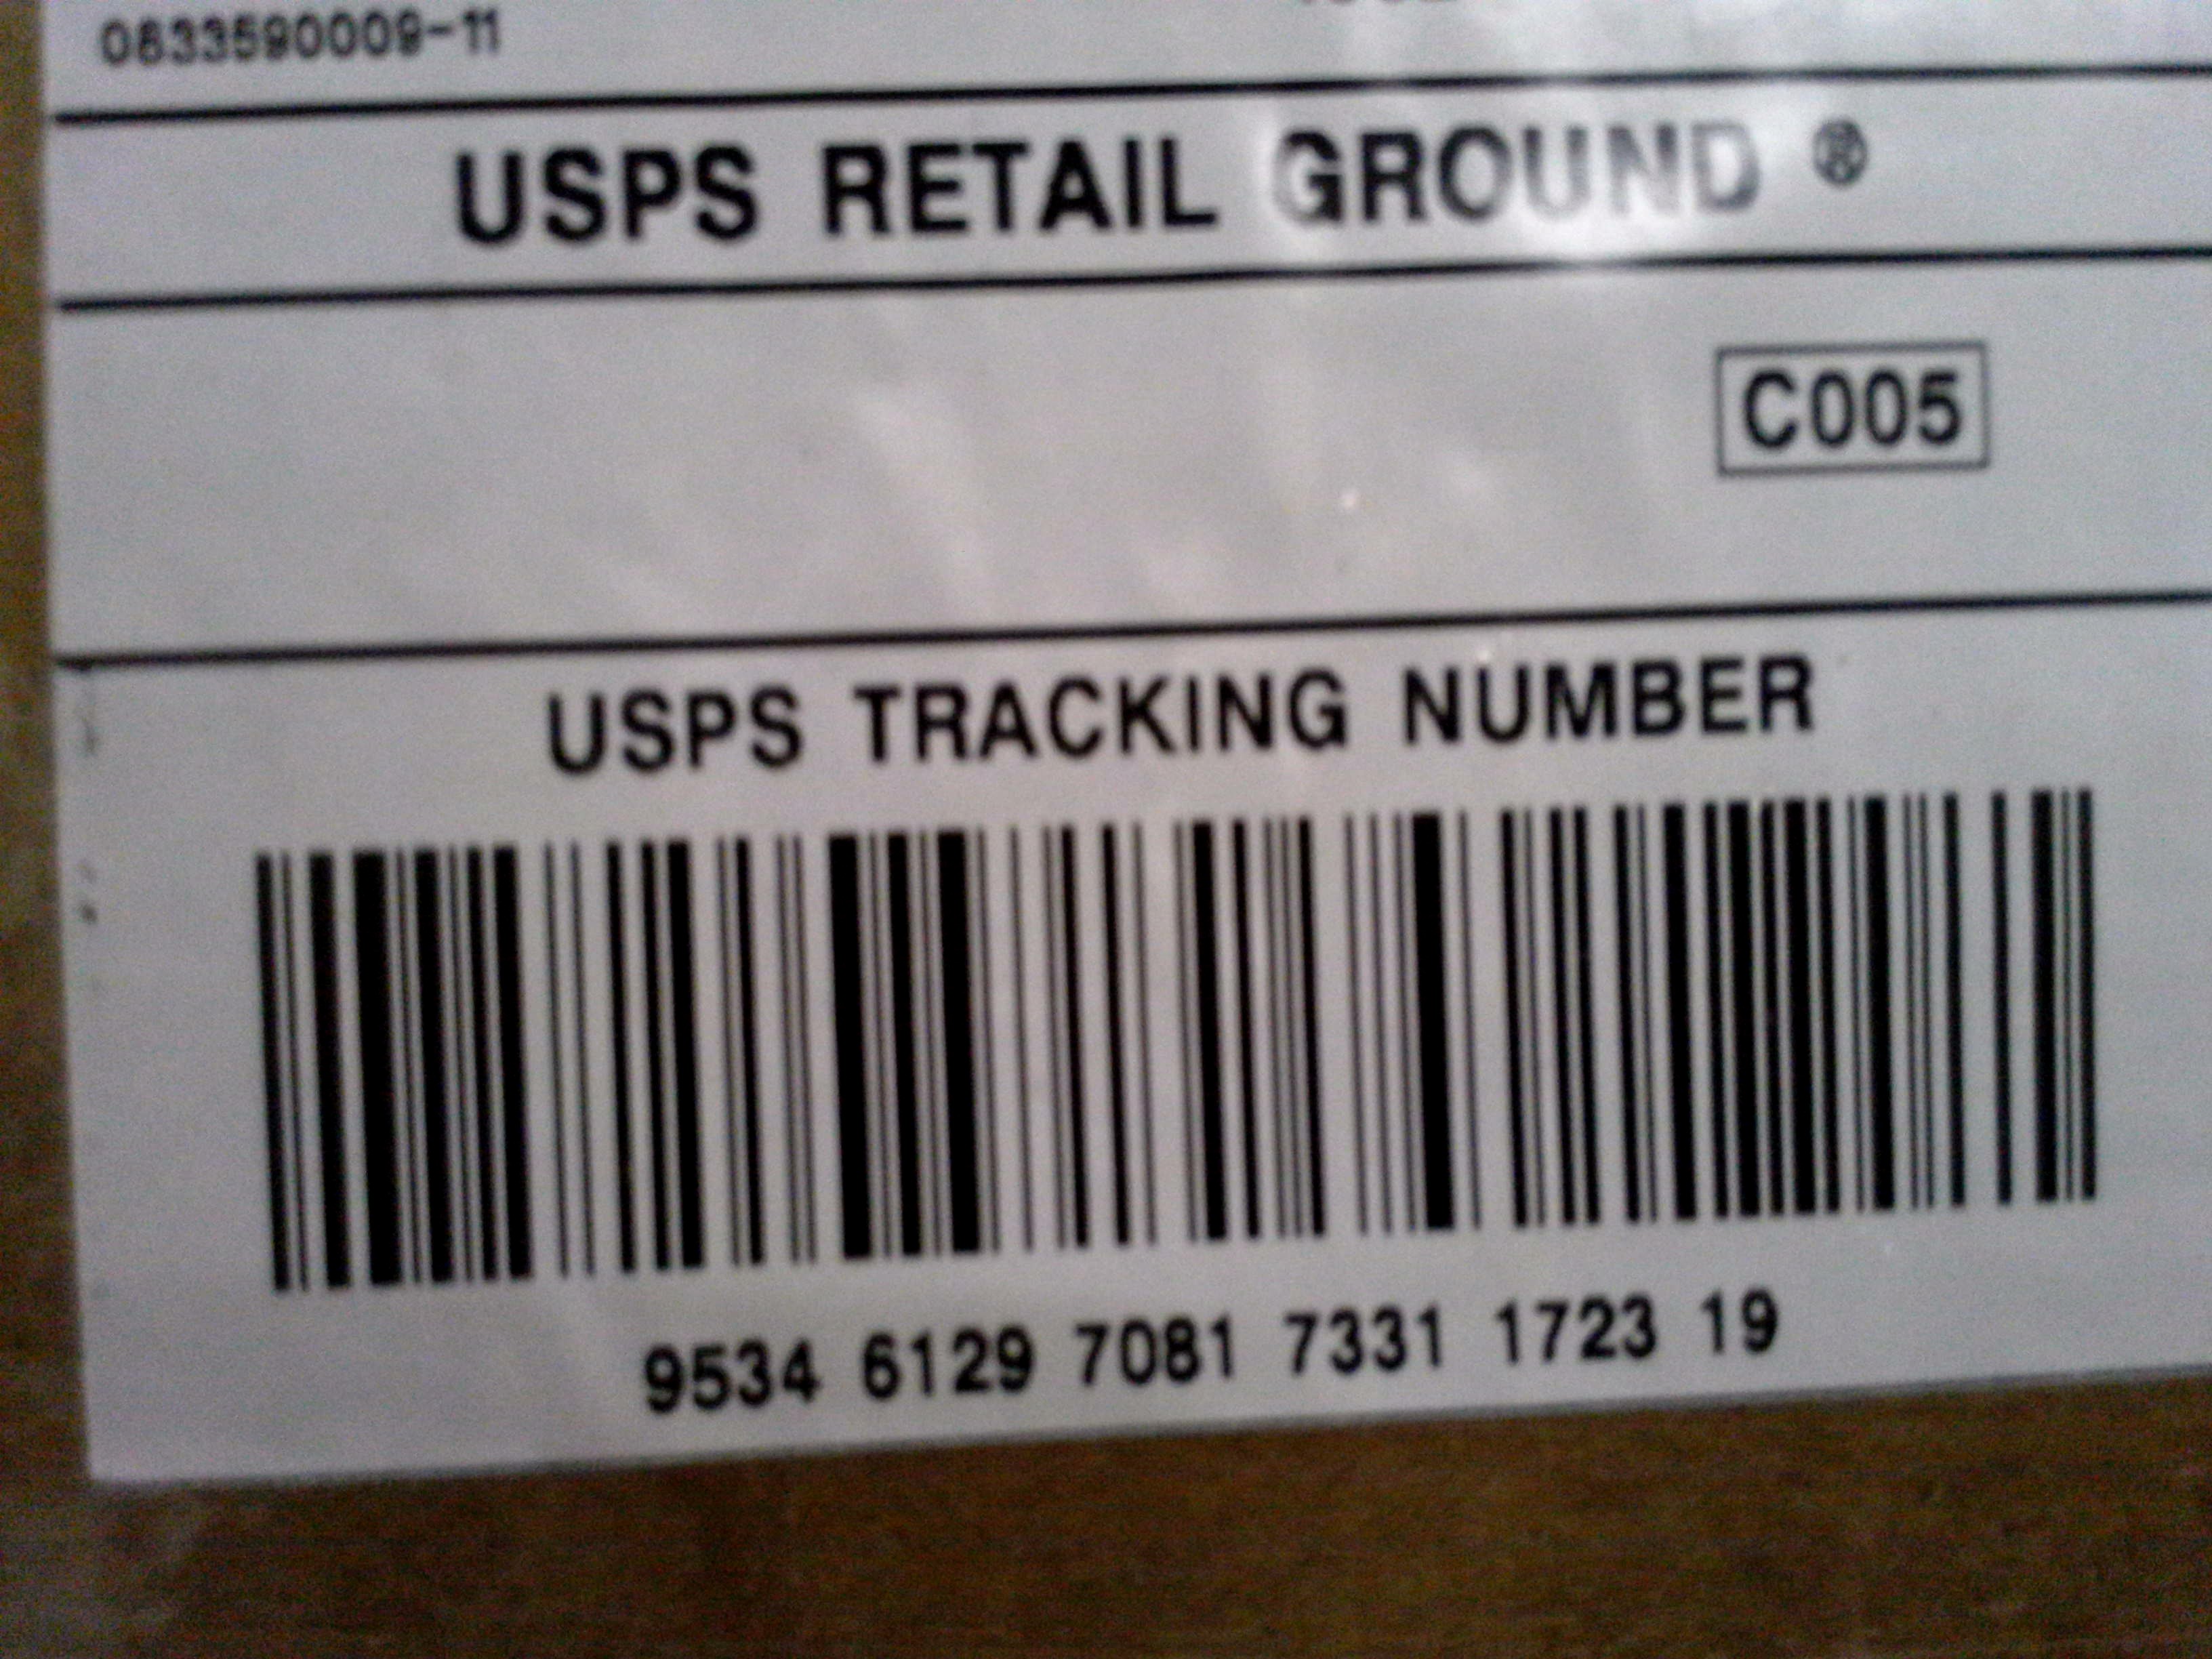 0833590009-11
USPS RETAIL GROUND ®
C005
USPS TRACKING NUMBER
9534 6129 7081 7331 1723 19